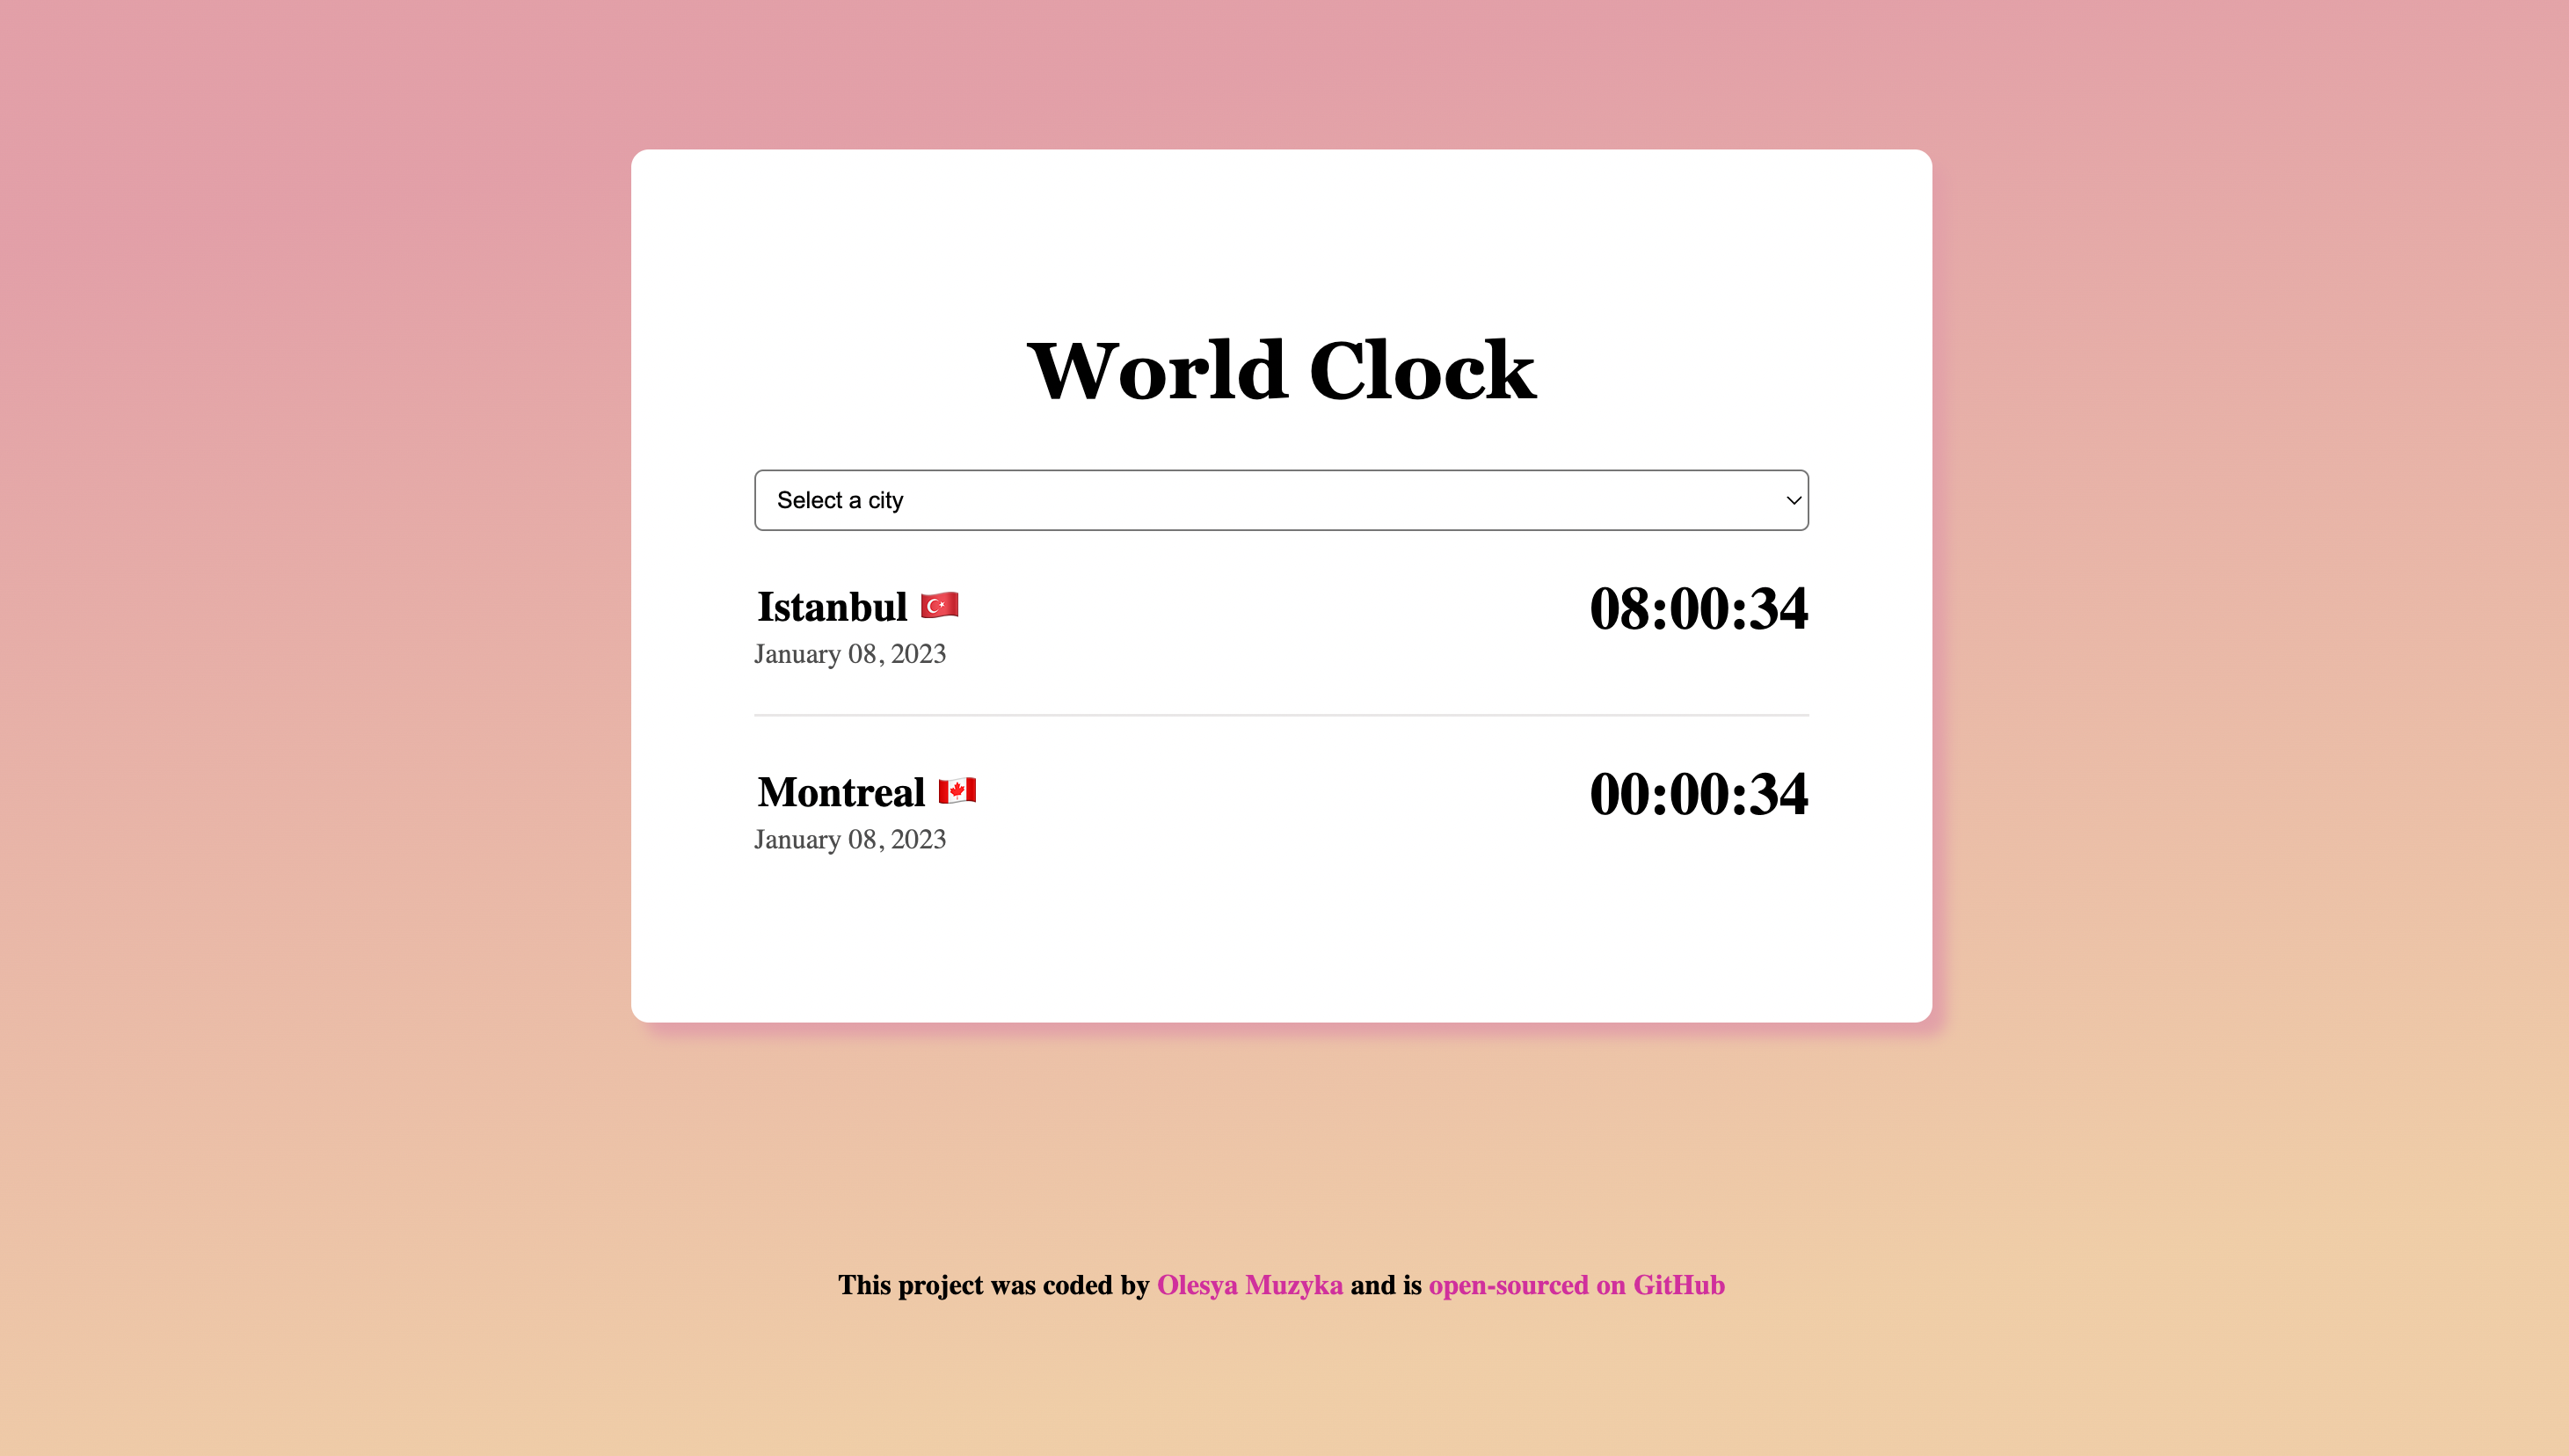 World Clock
Select a city
Istanbul 🇹🇷
08:00:34
January 08, 2023
Montreal 🇨🇦
00:00:34
January 08, 2023
This project was coded by Olesya Muzyka and is open-sourced on GitHub